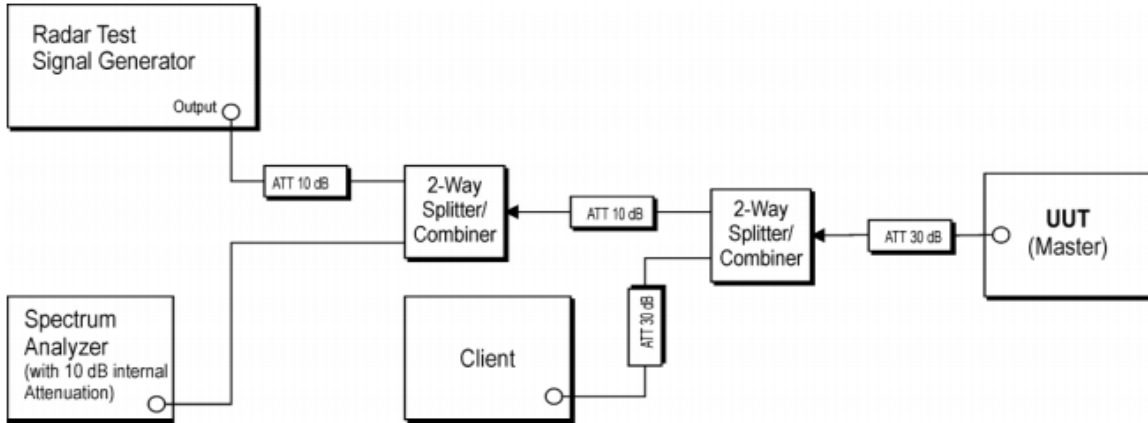 Radar Test
Signal Generator
Output
ATT 10 dB
2-Way
Splitter/
Combiner
ATT 10 dB
2-Way
Splitter/
Combiner
ATT 30 dB
UUT
(Master)
Spectrum
Analyzer
(with 10 dB internal
Attenuation)
Client
ATT 30 dB